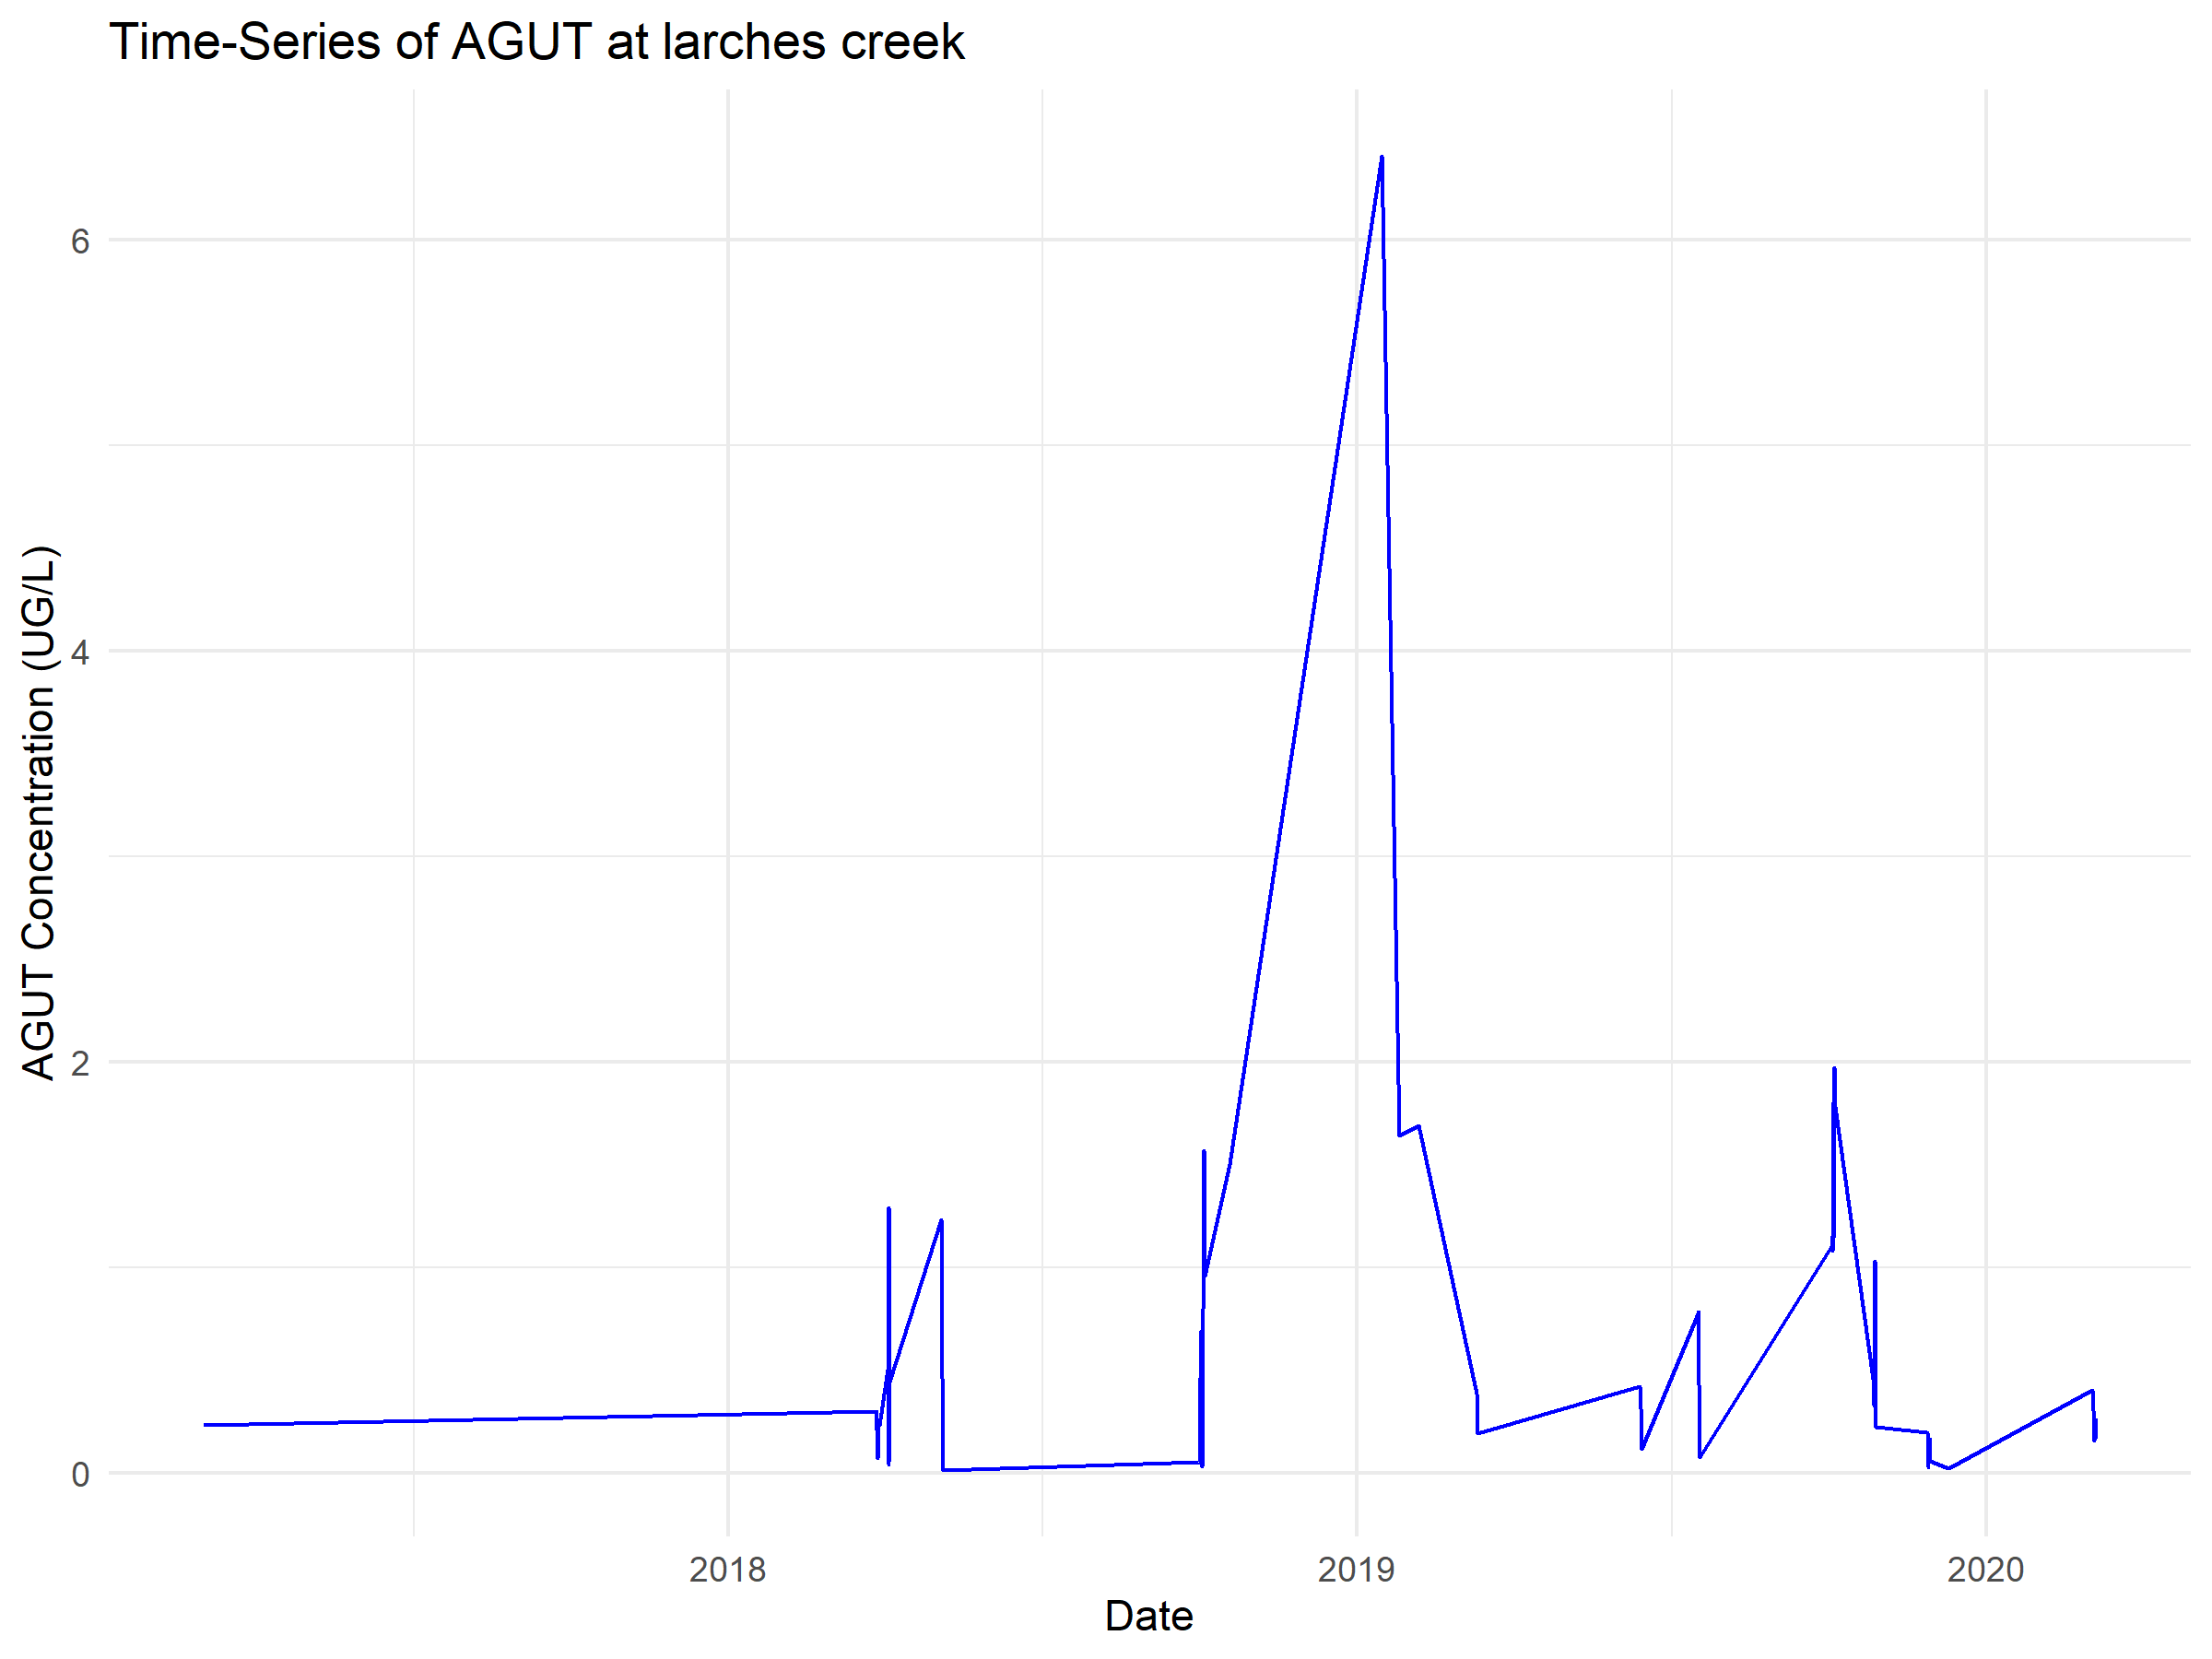 Time-Series of AGUT at larches creek
AGUT Concentration (UG/L)
6
4
2
0
2018
2019
2020
Date